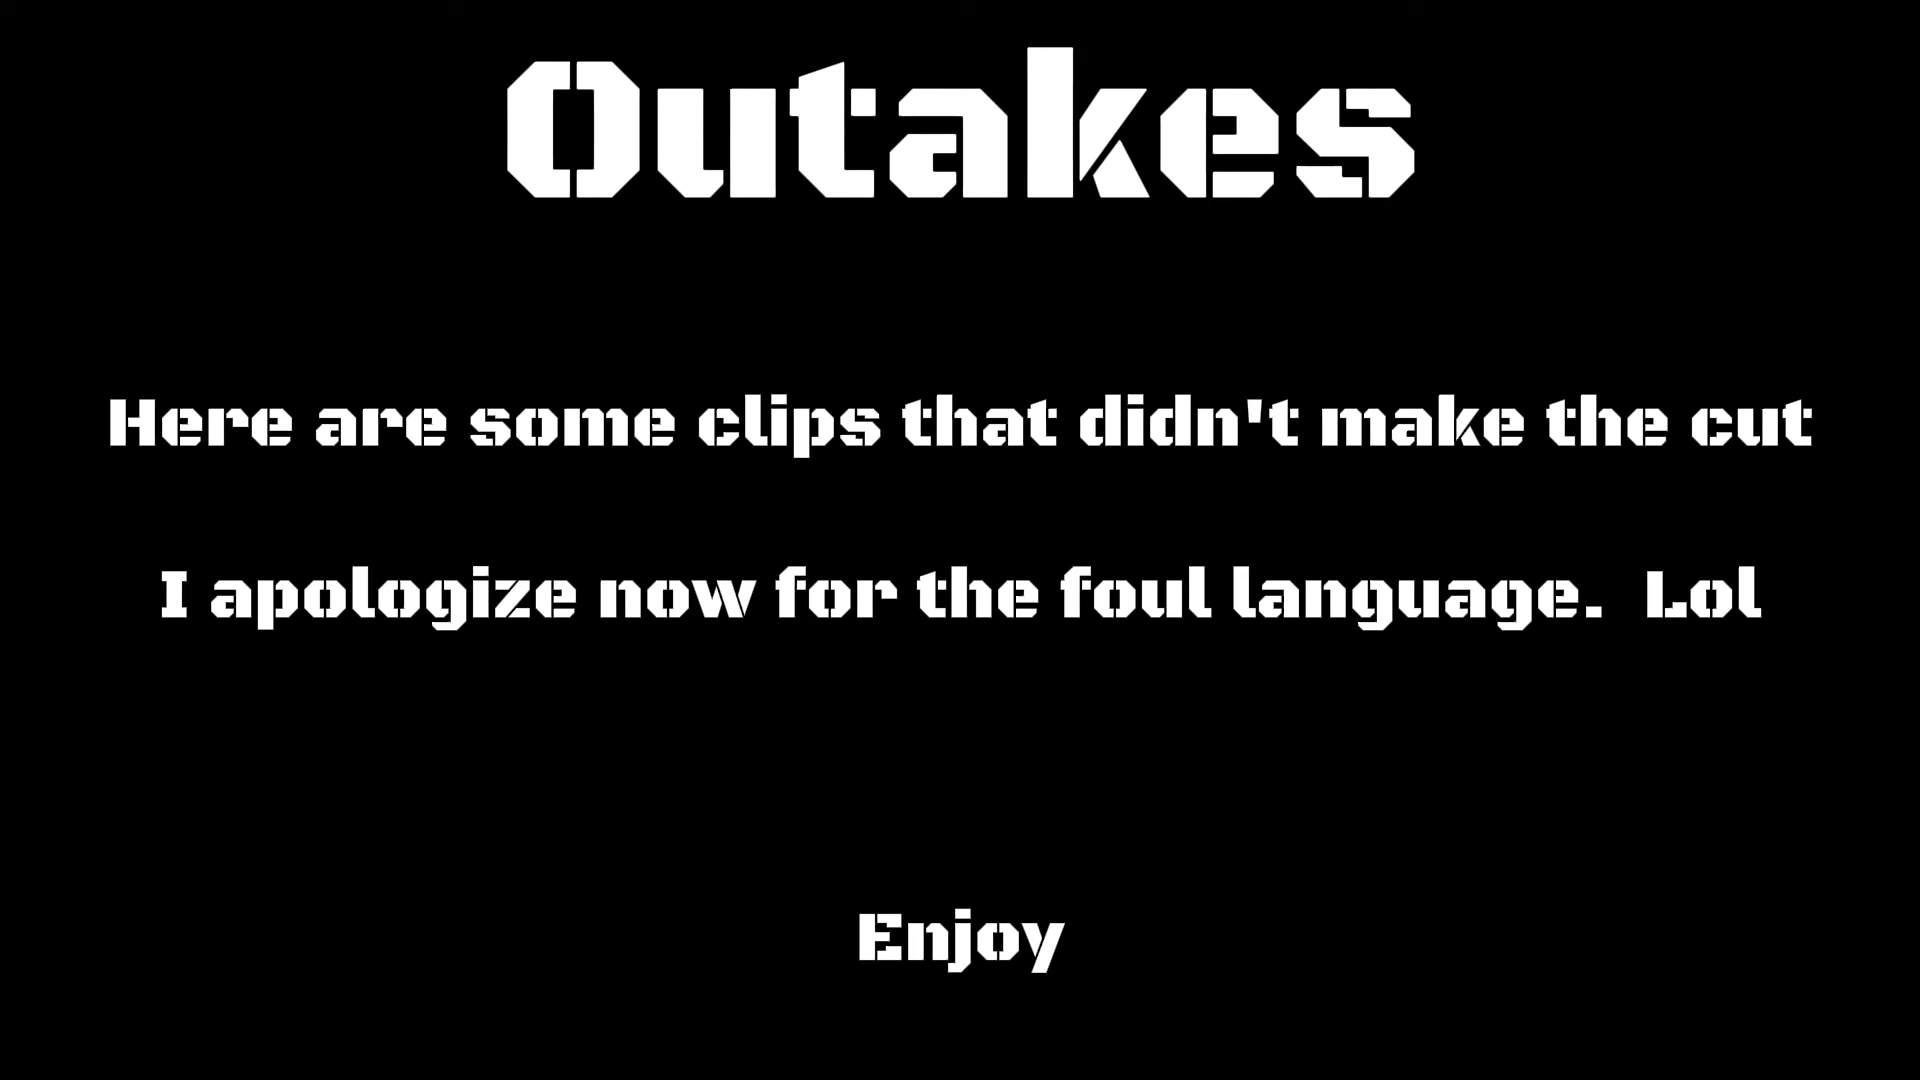 Outakes
Here are some clips that didn't make the cut
I apologize now for the foul language.  Lol
Enjoy